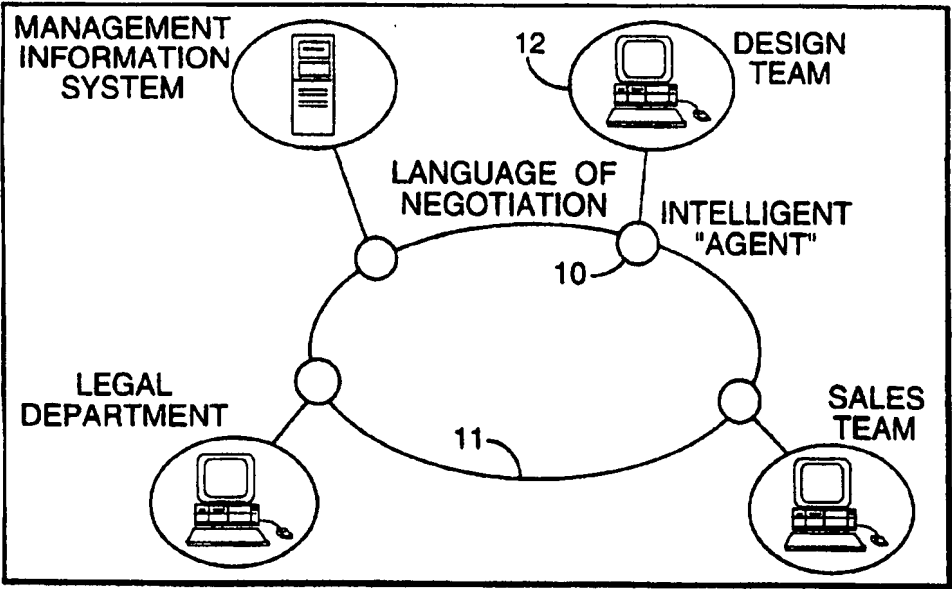 MANAGEMENT
INFORMATION
SYSTEM
12
DESIGN
TEAM
LANGUAGE OF
NEGOTIATION
INTELLIGENT
"AGENT"
10
LEGAL
DEPARTMENT
11
SALES
TEAM